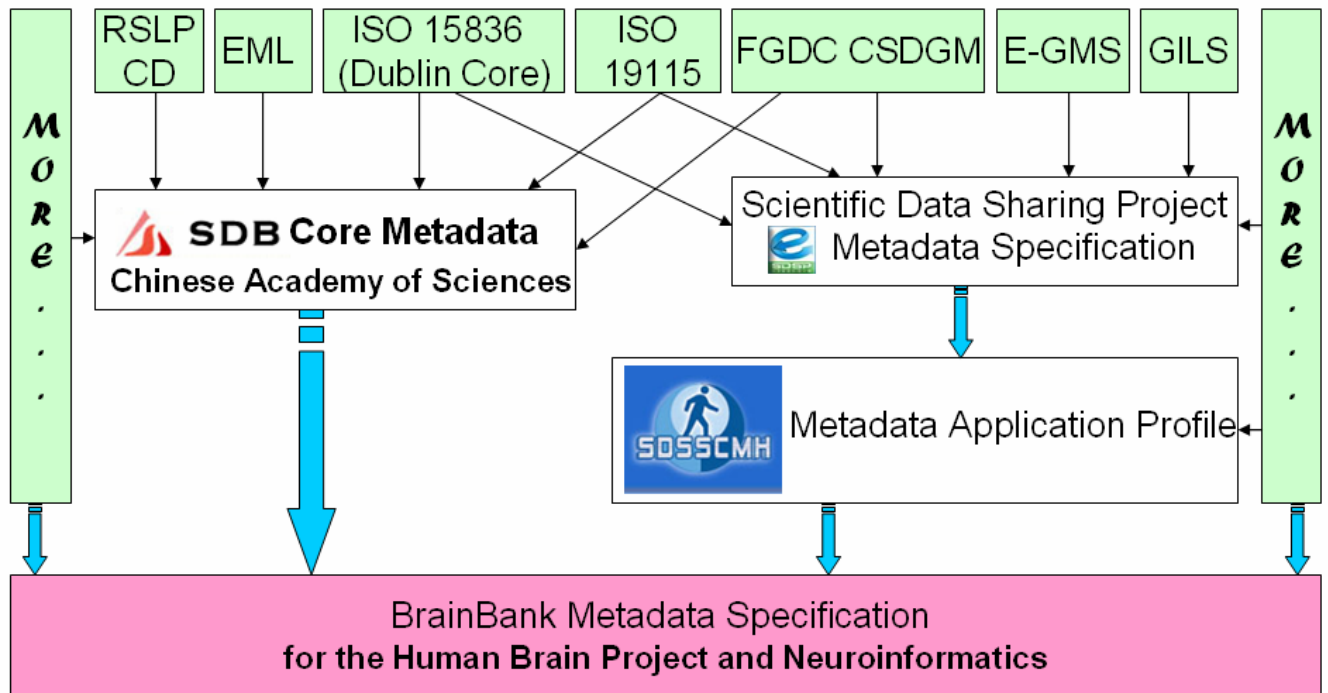 RSLP
CD
EML
ISO 15836
(Dublin Core)
ISO
19115
FGDC CSDGM
E-GMS
GILS
M
O
R
E
.
.
.
M
O
R
E
.
.
.
SDB Core Metadata
Chinese Academy of Sciences
Scientific Data Sharing Project
SDSP
Metadata Specification
SDSSCMH
Metadata Application Profile
BrainBank Metadata Specification
for the Human Brain Project and Neuroinformatics